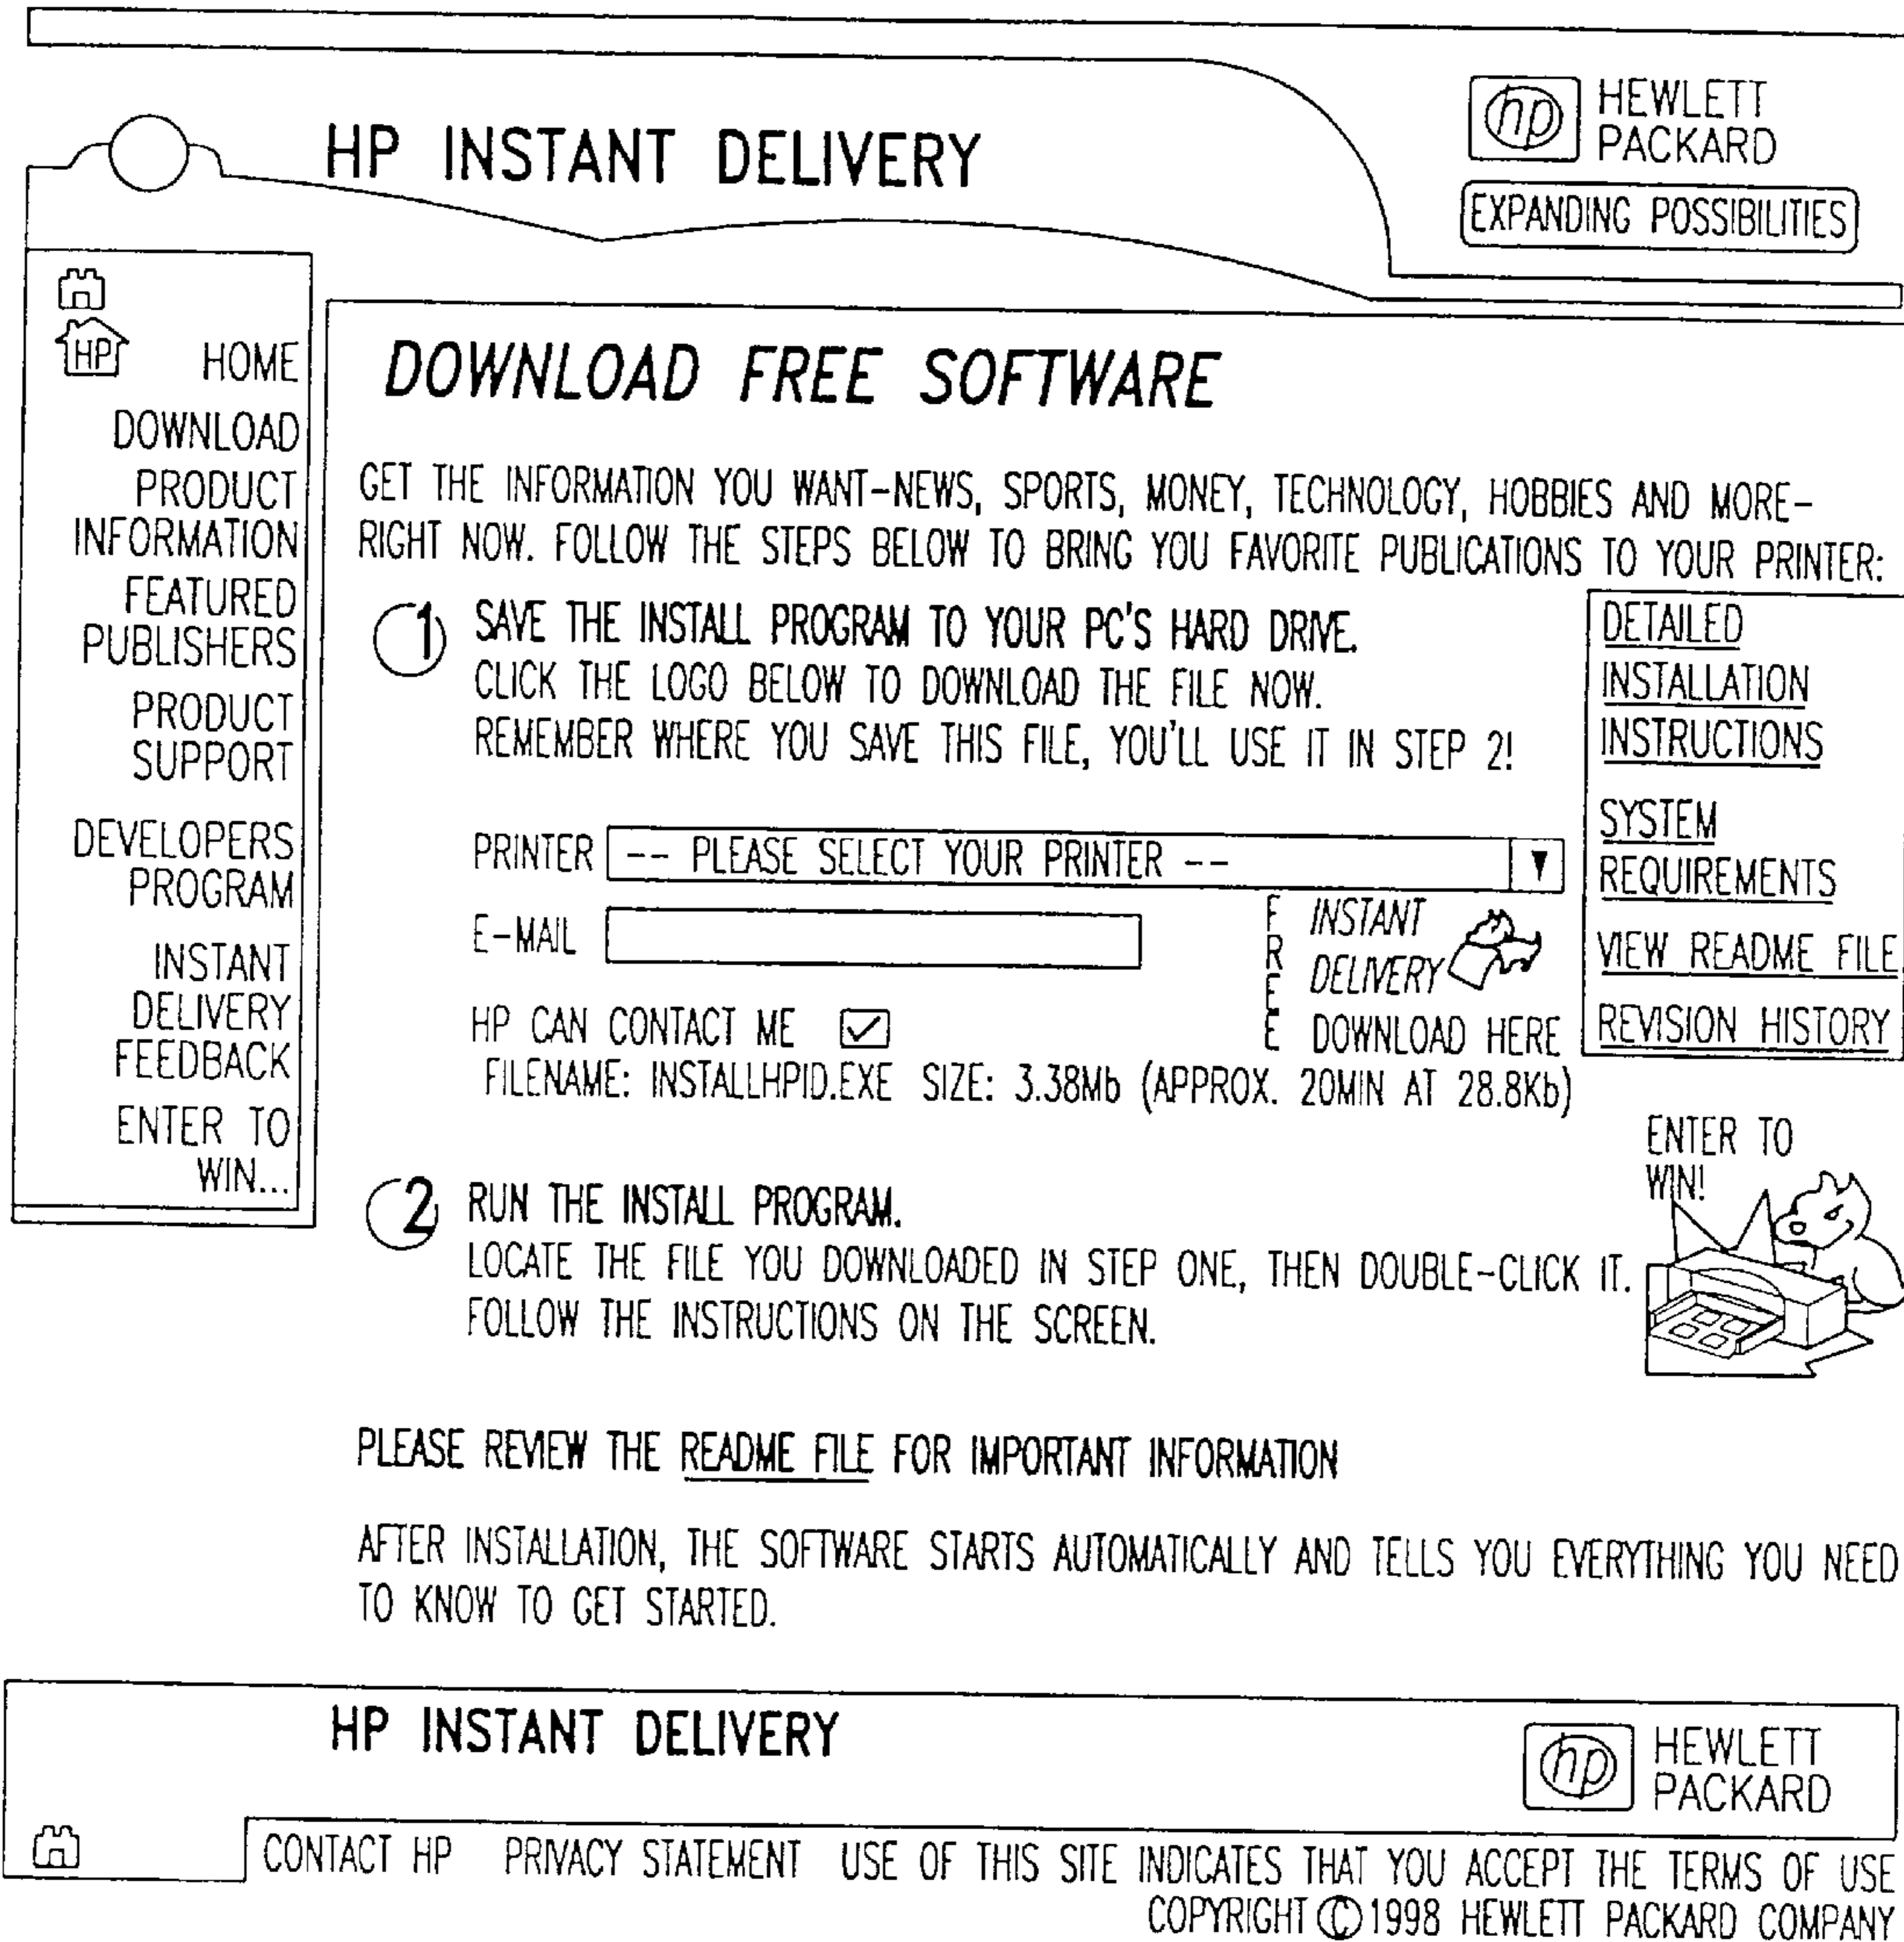 HP INSTANT DELIVERY
hp HEWLETT
PACKARD
EXPANDING POSSIBILITIES
HP HOME
DOWNLOAD
PRODUCT
INFORMATION
FEATURED
PUBLISHERS
PRODUCT
SUPPORT
DEVELOPERS
PROGRAM
INSTANT
DELIVERY
FEEDBACK
ENTER TO
WIN...
DOWNLOAD FREE SOFTWARE
GET THE INFORMATION YOU WANT-NEWS, SPORTS, MONEY, TECHNOLOGY, HOBBIES AND MORE-
RIGHT NOW. FOLLOW THE STEPS BELOW TO BRING YOU FAVORITE PUBLICATIONS TO YOUR PRINTER:
1 SAVE THE INSTALL PROGRAM TO YOUR PC'S HARD DRIVE.
CLICK THE LOGO BELOW TO DOWNLOAD THE FILE NOW.
REMEMBER WHERE YOU SAVE THIS FILE, YOU'LL USE IT IN STEP 2!
PRINTER -- PLEASE SELECT YOUR PRINTER --
E-MAIL
FREE
INSTANT
DELIVERY
DOWNLOAD HERE
HP CAN CONTACT ME
FILENAME: INSTALLHPID.EXE SIZE: 3.38Mb (APPROX. 20MIN AT 28.8Kb)
DETAILED
INSTALLATION
INSTRUCTIONS
SYSTEM
REQUIREMENTS
VIEW README FILE
REVISION HISTORY
ENTER TO
WIN!
2 RUN THE INSTALL PROGRAM.
LOCATE THE FILE YOU DOWNLOADED IN STEP ONE, THEN DOUBLE-CLICK IT.
FOLLOW THE INSTRUCTIONS ON THE SCREEN.
PLEASE REVIEW THE README FILE FOR IMPORTANT INFORMATION
AFTER INSTALLATION, THE SOFTWARE STARTS AUTOMATICALLY AND TELLS YOU EVERYTHING YOU NEED
TO KNOW TO GET STARTED.
HP INSTANT DELIVERY
hp HEWLETT
PACKARD
CONTACT HP PRIVACY STATEMENT USE OF THIS SITE INDICATES THAT YOU ACCEPT THE TERMS OF USE
COPYRIGHT ©1998 HEWLETT PACKARD COMPANY